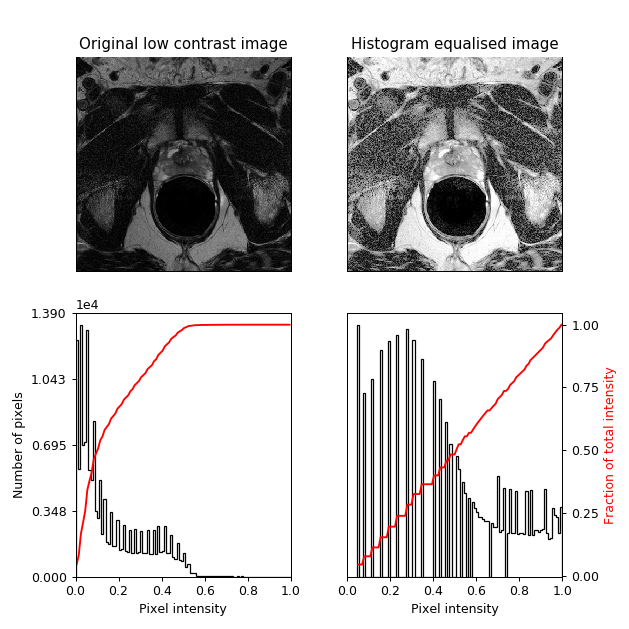 Original low contrast image
Histogram equalised image
1e4
1.390
1.043
0.695
0.348
0.000
Number of pixels
0.0 0.2 0.4 0.6 0.8 1.0
Pixel intensity
1.00
0.75
0.50
0.25
0.00
Fraction of total intensity
0.0 0.2 0.4 0.6 0.8 1.0
Pixel intensity